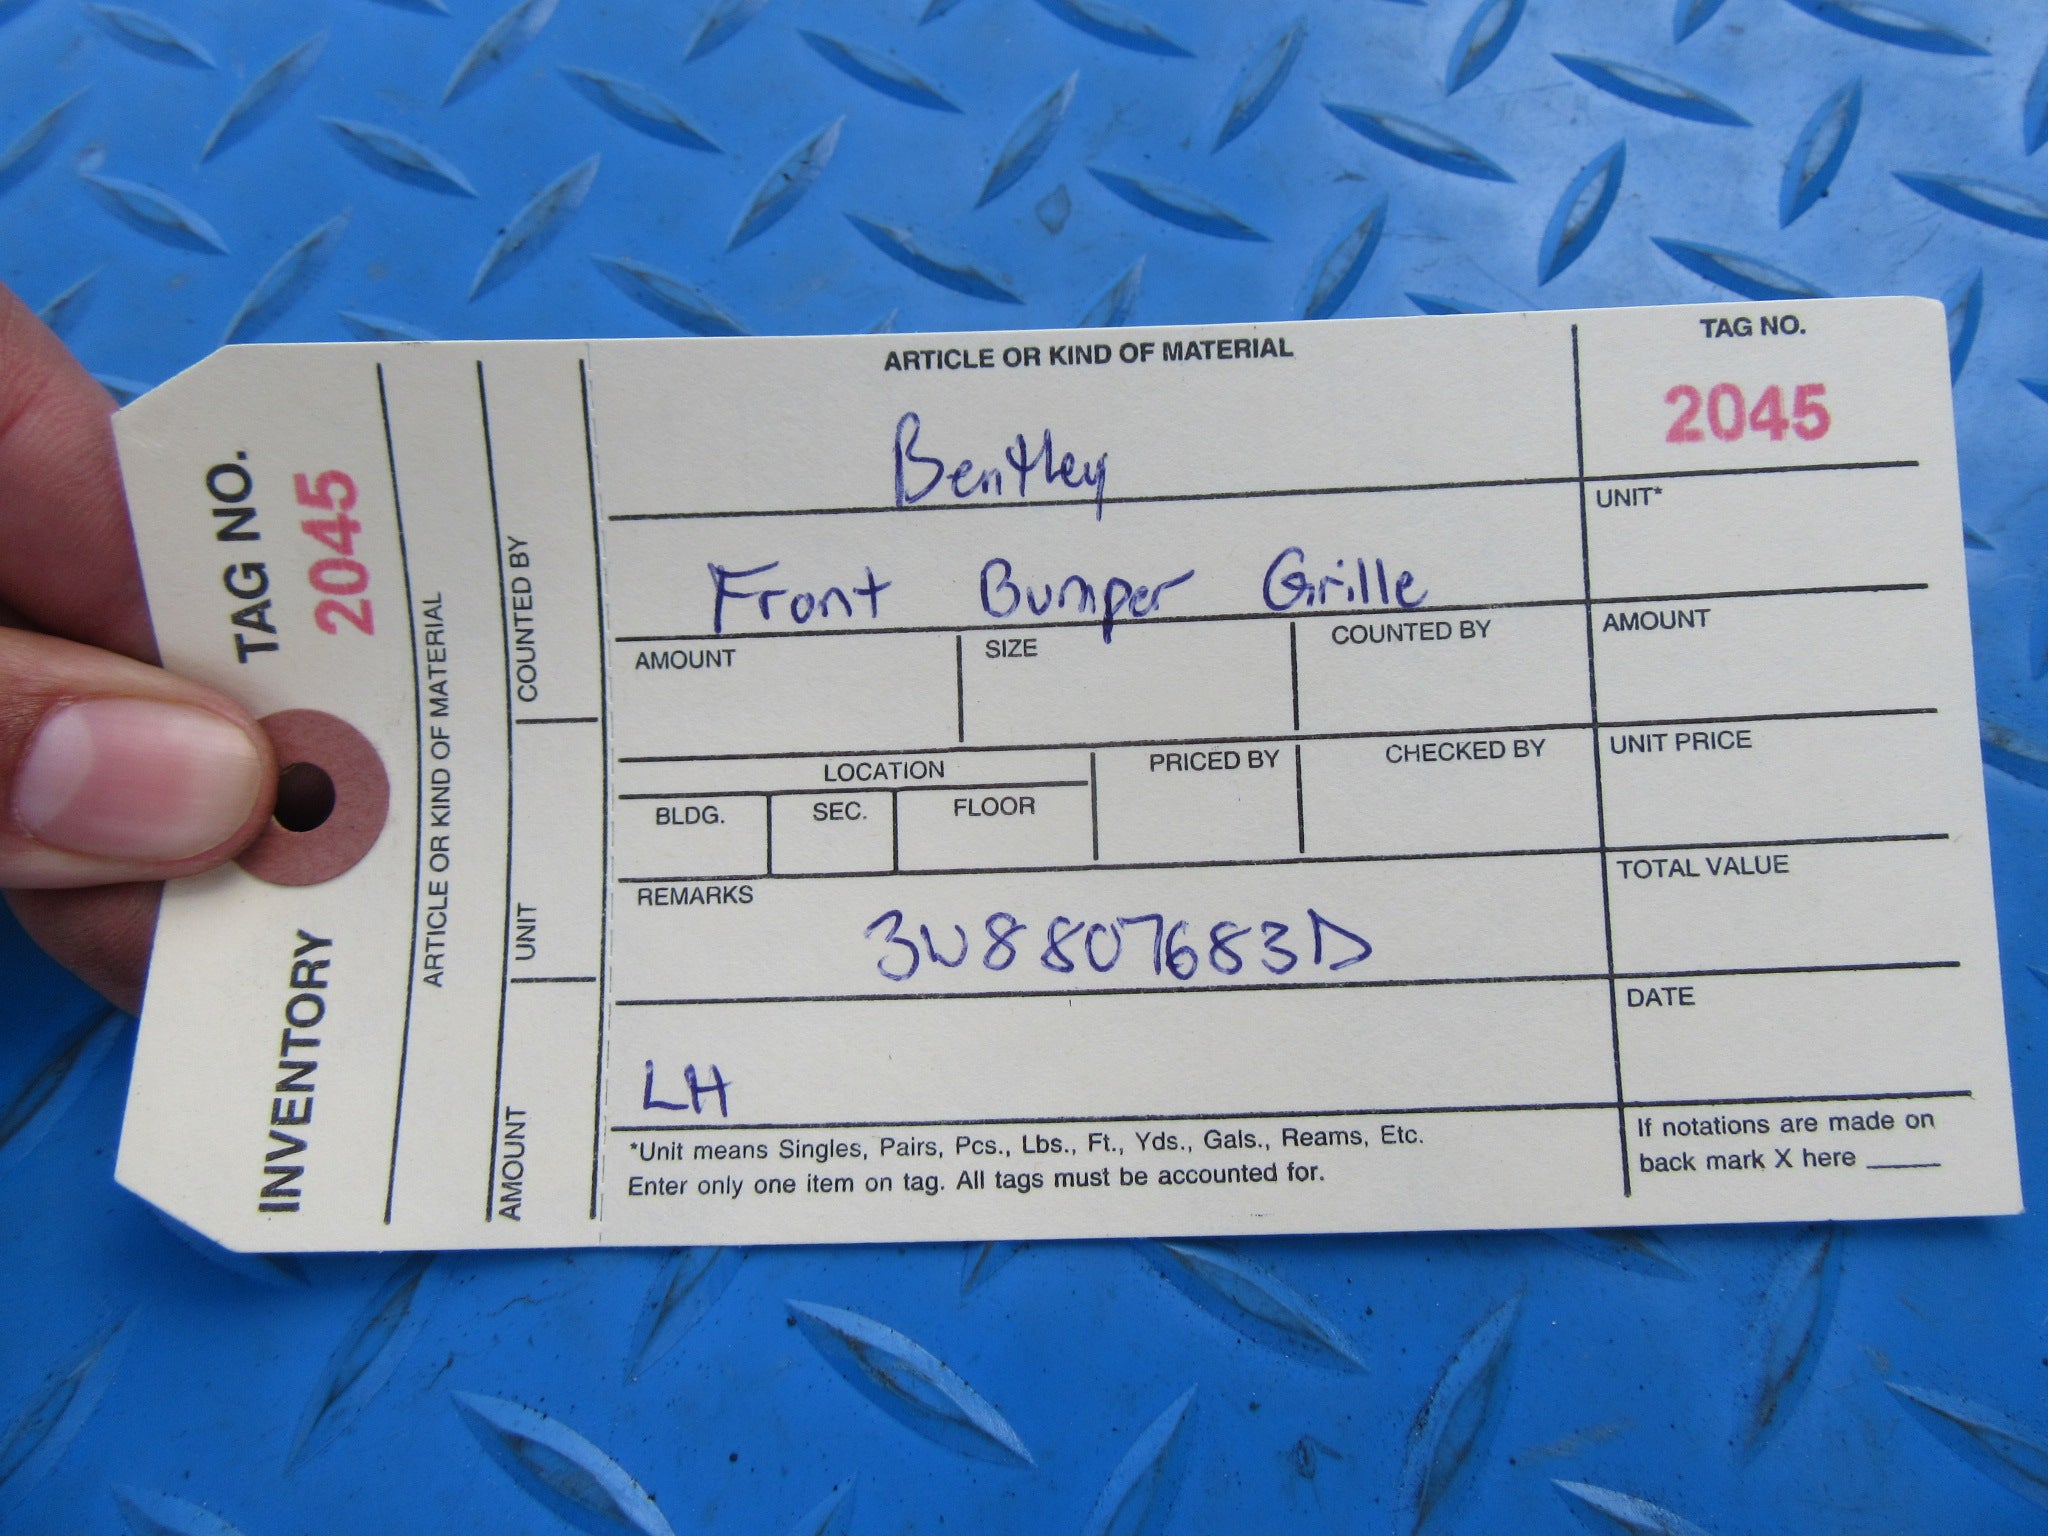 TAG NO.
2045
INVENTORY
ARTICLE OR KIND OF MATERIAL
COUNTED BY
UNIT
AMOUNT
ARTICLE OR KIND OF MATERIAL
Bentley
Front Bumper Grille
AMOUNT
SIZE
COUNTED BY
LOCATION
BLDG.
SEC.
FLOOR
PRICED BY
CHECKED BY
REMARKS
3W8807683D
LH
*Unit means Singles, Pairs, Pcs., Lbs., Ft., Yds., Gals., Reams, Etc.
Enter only one item on tag. All tags must be accounted for.
TAG NO.
2045
UNIT*
AMOUNT
UNIT PRICE
TOTAL VALUE
DATE
If notations are made on
back mark X here _____